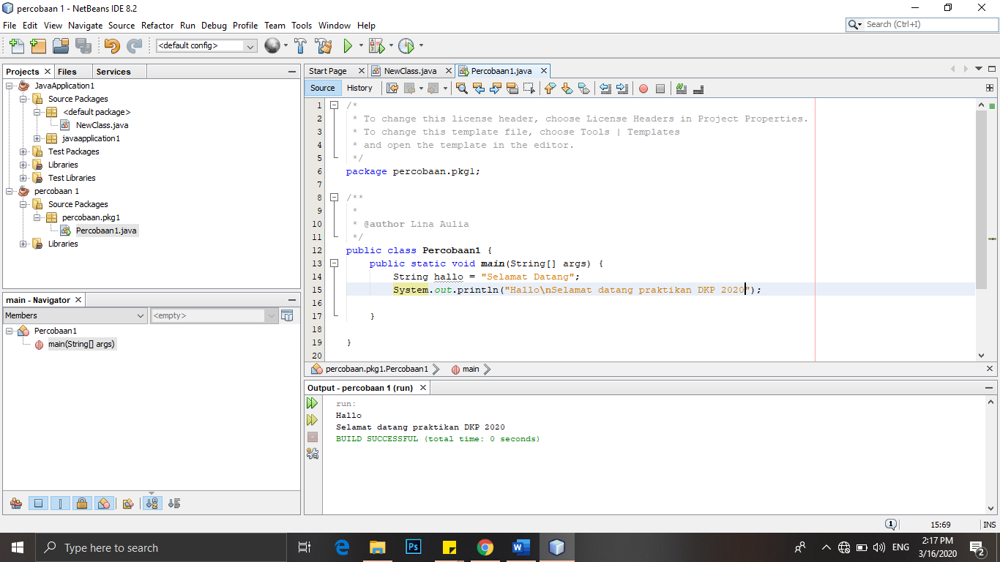 percobaan 1 - NetBeans IDE 8.2
File Edit View Navigate Source Refactor Run Debug Profile Team Tools Window Help
Search (Ctrl+I)
<default config>
Projects Files Services
JavaApplication1
Source Packages
<default package>
NewClass.java
javaapplication1
Test Packages
Libraries
Test Libraries
percobaan 1
Source Packages
percobaan.pkg1
Percobaan1.java
Libraries
main - Navigator
Members <empty>
Percobaan1
main(String[] args)
Start Page NewClass.java Percobaan1.java
Source History
1 /*
2 * To change this license header, choose License Headers in Project Properties.
3 * To change this template file, choose Tools | Templates
4 * and open the template in the editor.
5 */
6 package percobaan.pkg1;
7
8 /**
9 *
10 * @author Lina Aulia
11 */
12 public class Percobaan1 {
13 public static void main(String[] args) {
14 String hallo = "Selamat Datang";
15 System.out.println("Hallo\nSelamat datang praktikan DKP 2020");
16
17 }
18
19 }
20
percobaan.pkg1.Percobaan1 main
Output - percobaan 1 (run)
run:
Hallo
Selamat datang praktikan DKP 2020
BUILD SUCCESSFUL (total time: 0 seconds)
1 15:69 INS
Type here to search
Ps
ENG
2:17 PM
3/16/2020
2